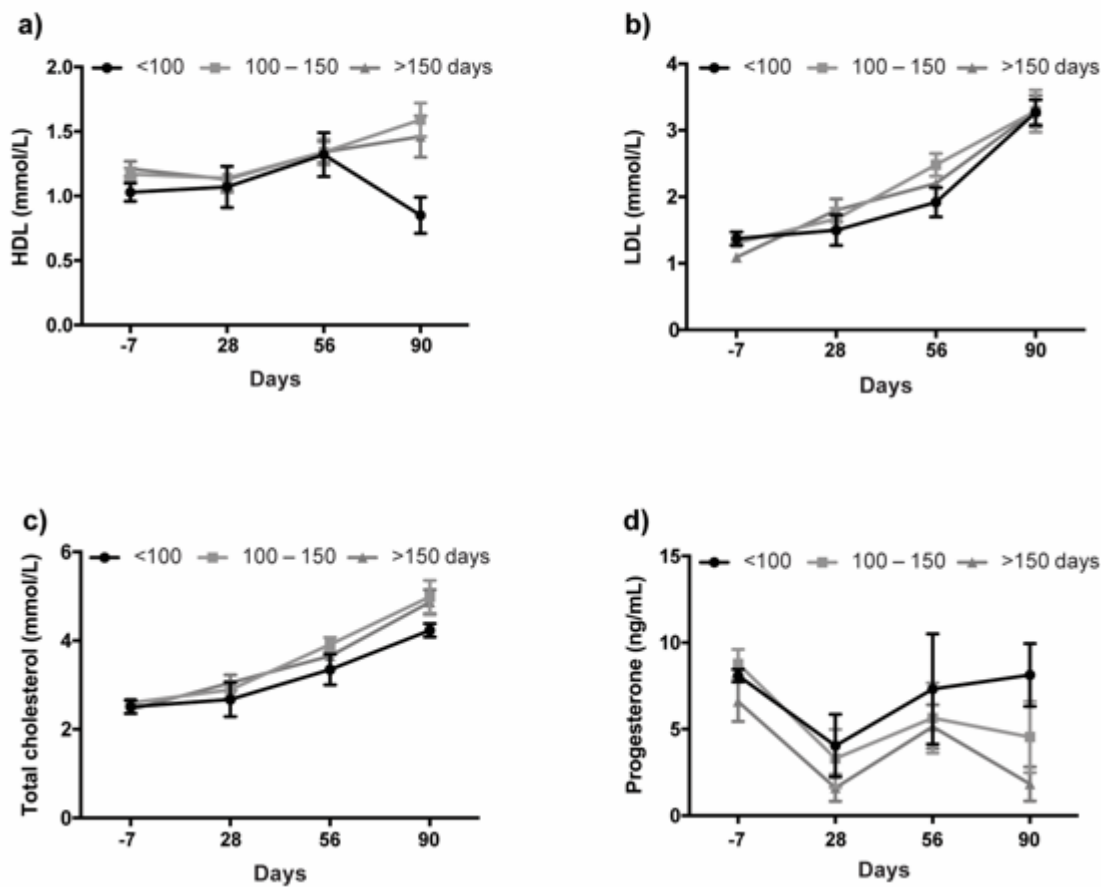 a)
<100 100 – 150 >150 days
HDL (mmol/L)
2.0
1.5
1.0
0.5
0.0
-7 28 56 90
Days
b)
<100 100 – 150 >150 days
LDL (mmol/L)
4
3
2
1
0
-7 28 56 90
Days
c)
<100 100 – 150 >150 days
Total cholesterol (mmol/L)
6
4
2
0
-7 28 56 90
Days
d)
<100 100 – 150 >150 days
Progesterone (ng/mL)
15
10
5
0
-7 28 56 90
Days